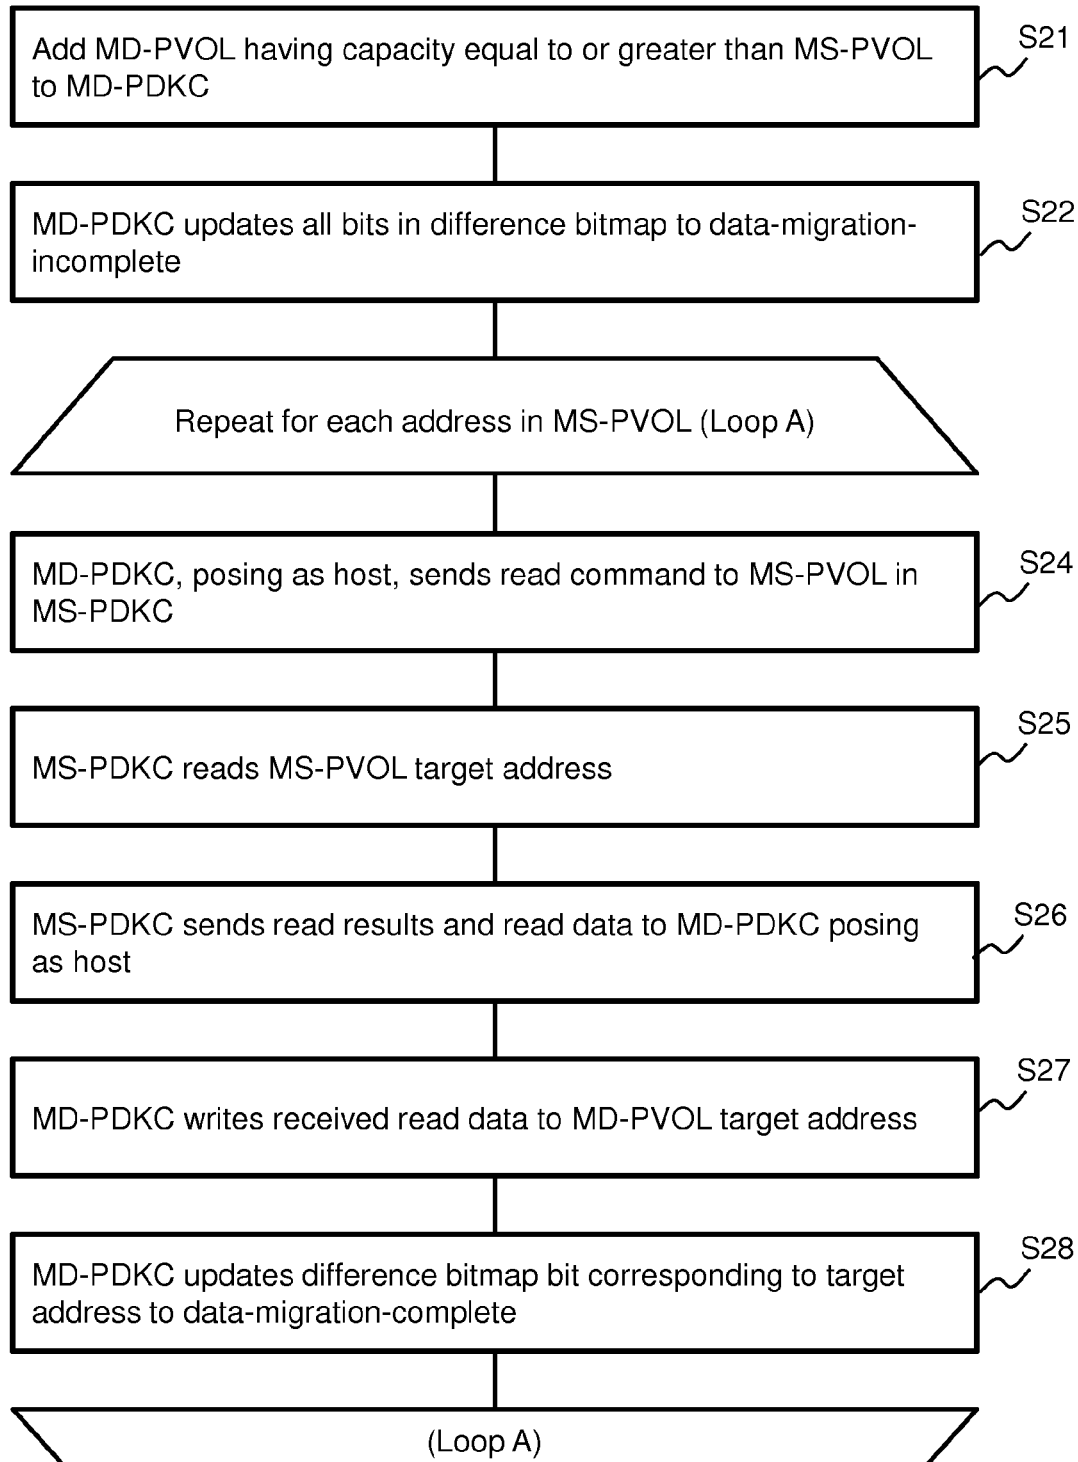 Add MD-PVOL having capacity equal to or greater than MS-PVOL
to MD-PDKC
S21
MD-PDKC updates all bits in difference bitmap to data-migration-
incomplete
S22
Repeat for each address in MS-PVOL (Loop A)
MD-PDKC, posing as host, sends read command to MS-PVOL in
MS-PDKC
S24
MS-PDKC reads MS-PVOL target address
S25
MS-PDKC sends read results and read data to MD-PDKC posing
as host
S26
MD-PDKC writes received read data to MD-PVOL target address
S27
MD-PDKC updates difference bitmap bit corresponding to target
address to data-migration-complete
S28
(Loop A)